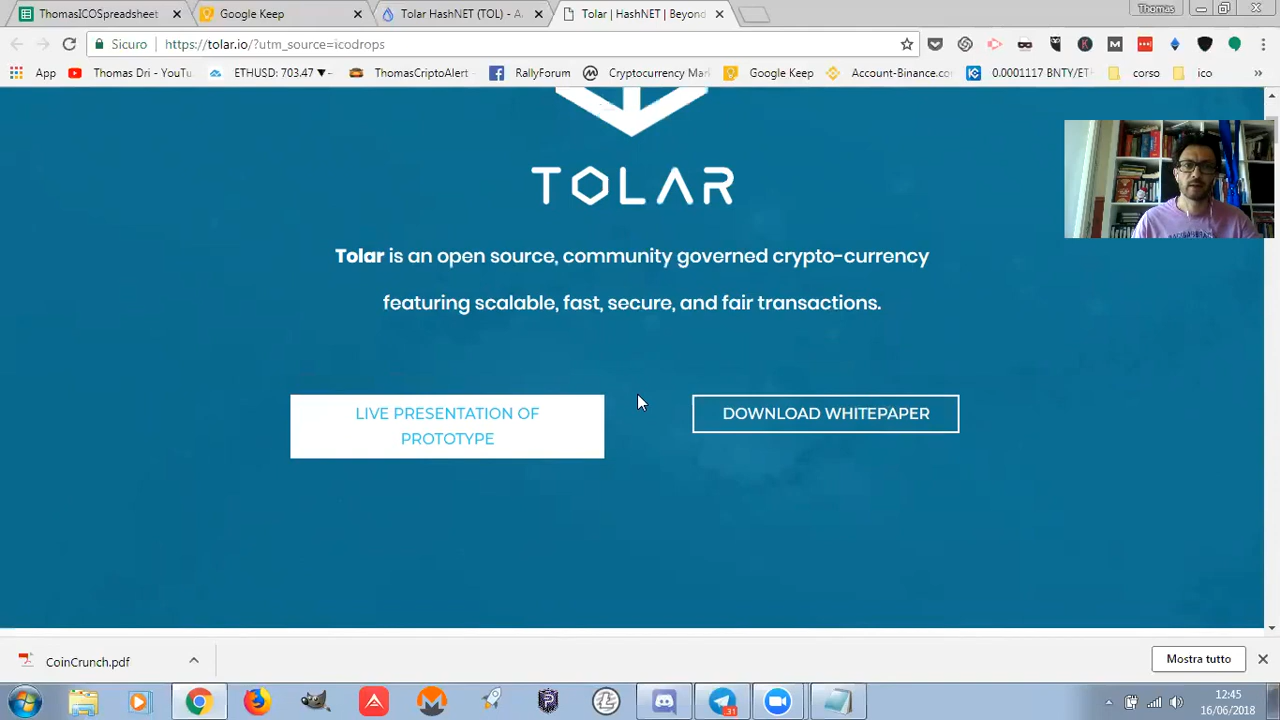 ThomasICOSpreadsheet
Google Keep
Tolar HashNET (TOL) - A
Tolar | HashNET | Beyond
Thomas
Sicuro
https://tolar.io/?utm_source=icodrops
App
Thomas Dri - YouTu
ETHUSD: 703.47 ▼
ThomasCriptoAlert
RallyForum
Cryptocurrency Mar
Google Keep
Account-Binance.co
0.0001117 BNTY/ET
corso
ico
»
TOLAR
Tolar is an open source, community governed crypto-currency
featuring scalable, fast, secure, and fair transactions.
LIVE PRESENTATION OF
PROTOTYPE
DOWNLOAD WHITEPAPER
CoinCrunch.pdf
Mostra tutto
31
12:45
16/06/2018